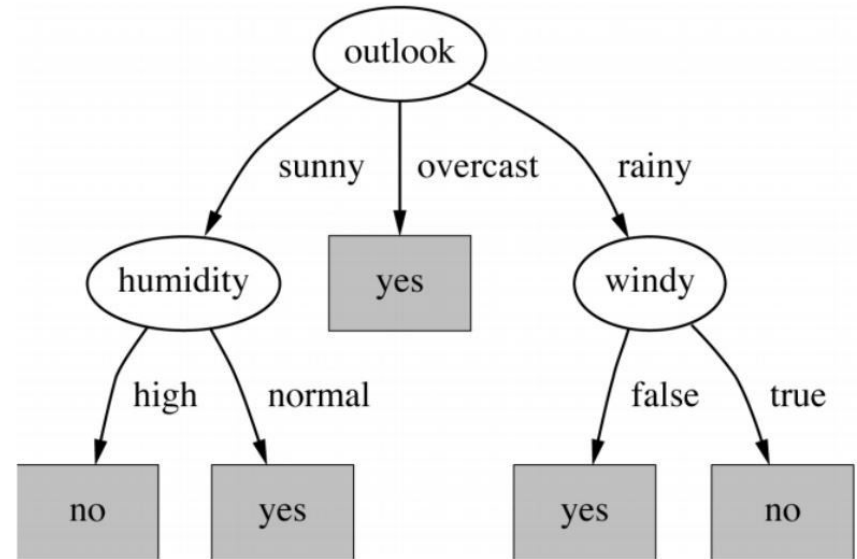 outlook
sunny overcast rainy
humidity yes windy
high normal false true
no yes yes no